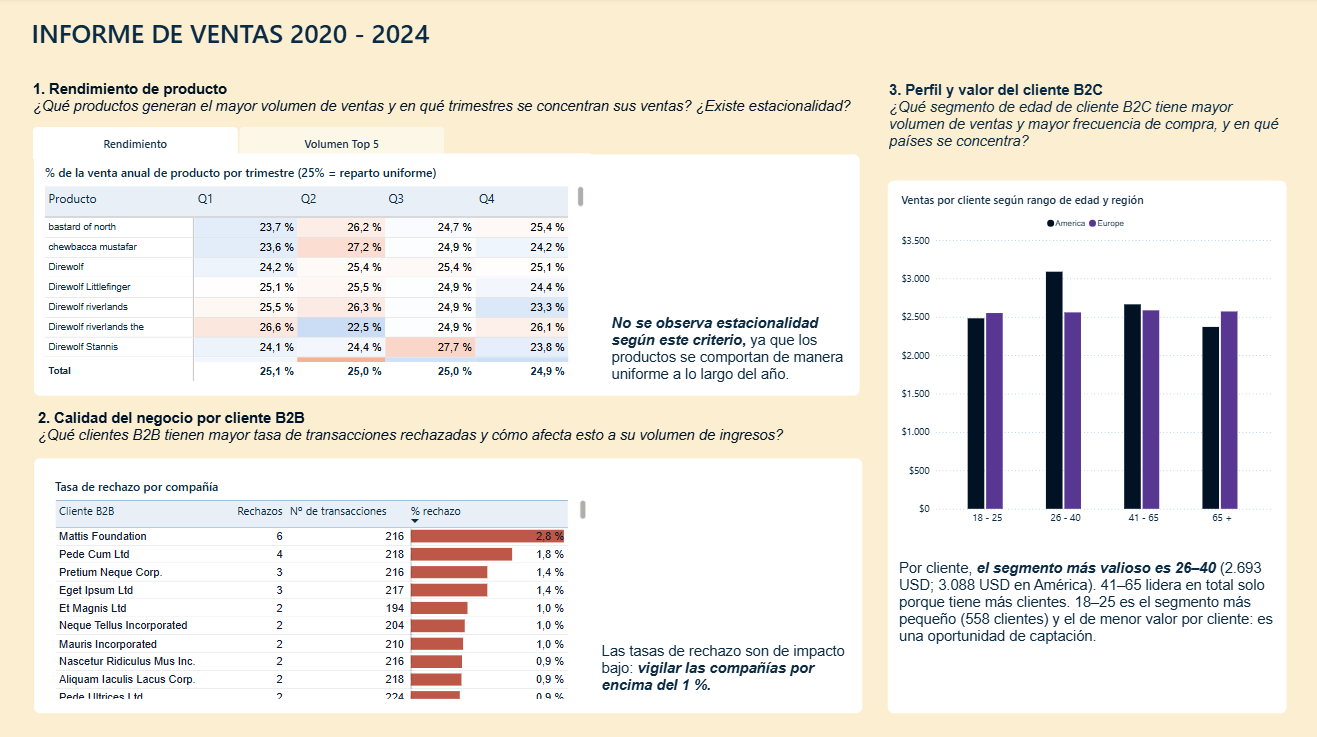 INFORME DE VENTAS 2020 - 2024
1. Rendimiento de producto
¿Qué productos generan el mayor volumen de ventas y en qué trimestres se concentran sus ventas? ¿Existe estacionalidad?
Rendimiento Volumen Top 5
% de la venta anual de producto por trimestre (25% = reparto uniforme)
Producto Q1 Q2 Q3 Q4
bastard of north 23,7 % 26,2 % 24,7 % 25,4 %
chewbacca mustafar 23,6 % 27,2 % 24,9 % 24,2 %
Direwolf 24,2 % 25,4 % 25,4 % 25,1 %
Direwolf Littlefinger 25,1 % 25,5 % 24,9 % 24,4 %
Direwolf riverlands 25,5 % 26,3 % 24,9 % 23,3 %
Direwolf riverlands the 26,6 % 22,5 % 24,9 % 26,1 %
Direwolf Stannis 24,1 % 24,4 % 27,7 % 23,8 %
Total 25,1 % 25,0 % 25,0 % 24,9 %
No se observa estacionalidad
según este criterio, ya que los
productos se comportan de manera
uniforme a lo largo del año.
2. Calidad del negocio por cliente B2B
¿Qué clientes B2B tienen mayor tasa de transacciones rechazadas y cómo afecta esto a su volumen de ingresos?
Tasa de rechazo por compañía
Cliente B2B Rechazos Nº de transacciones % rechazo
Mattis Foundation 6 216 2,8 %
Pede Cum Ltd 4 218 1,8 %
Pretium Neque Corp. 3 216 1,4 %
Eget Ipsum Ltd 3 217 1,4 %
Et Magnis Ltd 2 194 1,0 %
Neque Tellus Incorporated 2 204 1,0 %
Mauris Incorporated 2 210 1,0 %
Nascetur Ridiculus Mus Inc. 2 216 0,9 %
Aliquam Iaculis Lacus Corp. 2 218 0,9 %
Pede Ultrices Ltd 2 224 0,9 %
Las tasas de rechazo son de impacto
bajo: vigilar las compañías por
encima del 1 %.
3. Perfil y valor del cliente B2C
¿Qué segmento de edad de cliente B2C tiene mayor
volumen de ventas y mayor frecuencia de compra, y en qué
países se concentra?
Ventas por cliente según rango de edad y región
America Europe
$3.500
$3.000
$2.500
$2.000
$1.500
$1.000
$500
$0
18 - 25 26 - 40 41 - 65 65 +
Por cliente, el segmento más valioso es 26–40 (2.693
USD; 3.088 USD en América). 41–65 lidera en total solo
porque tiene más clientes. 18–25 es el segmento más
pequeño (558 clientes) y el de menor valor por cliente: es
una oportunidad de captación.